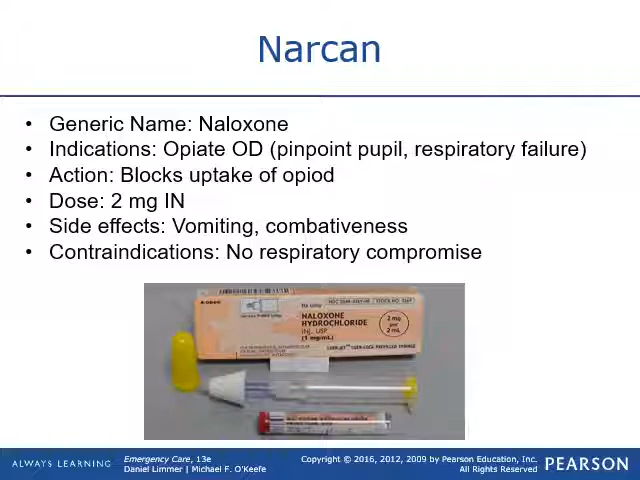 Narcan
• Generic Name: Naloxone
• Indications: Opiate OD (pinpoint pupil, respiratory failure)
• Action: Blocks uptake of opiod
• Dose: 2 mg IN
• Side effects: Vomiting, combativeness
• Contraindications: No respiratory compromise
NALOXONE
HYDROCHLORIDE
INJ, USP
(1 mg/mL)
2 mg
per
2 mL
ALWAYS LEARNING
Emergency Care, 13e
Daniel Limmer | Michael F. O'Keefe
Copyright © 2016, 2012, 2009 by Pearson Education, Inc.
All Rights Reserved
PEARSON